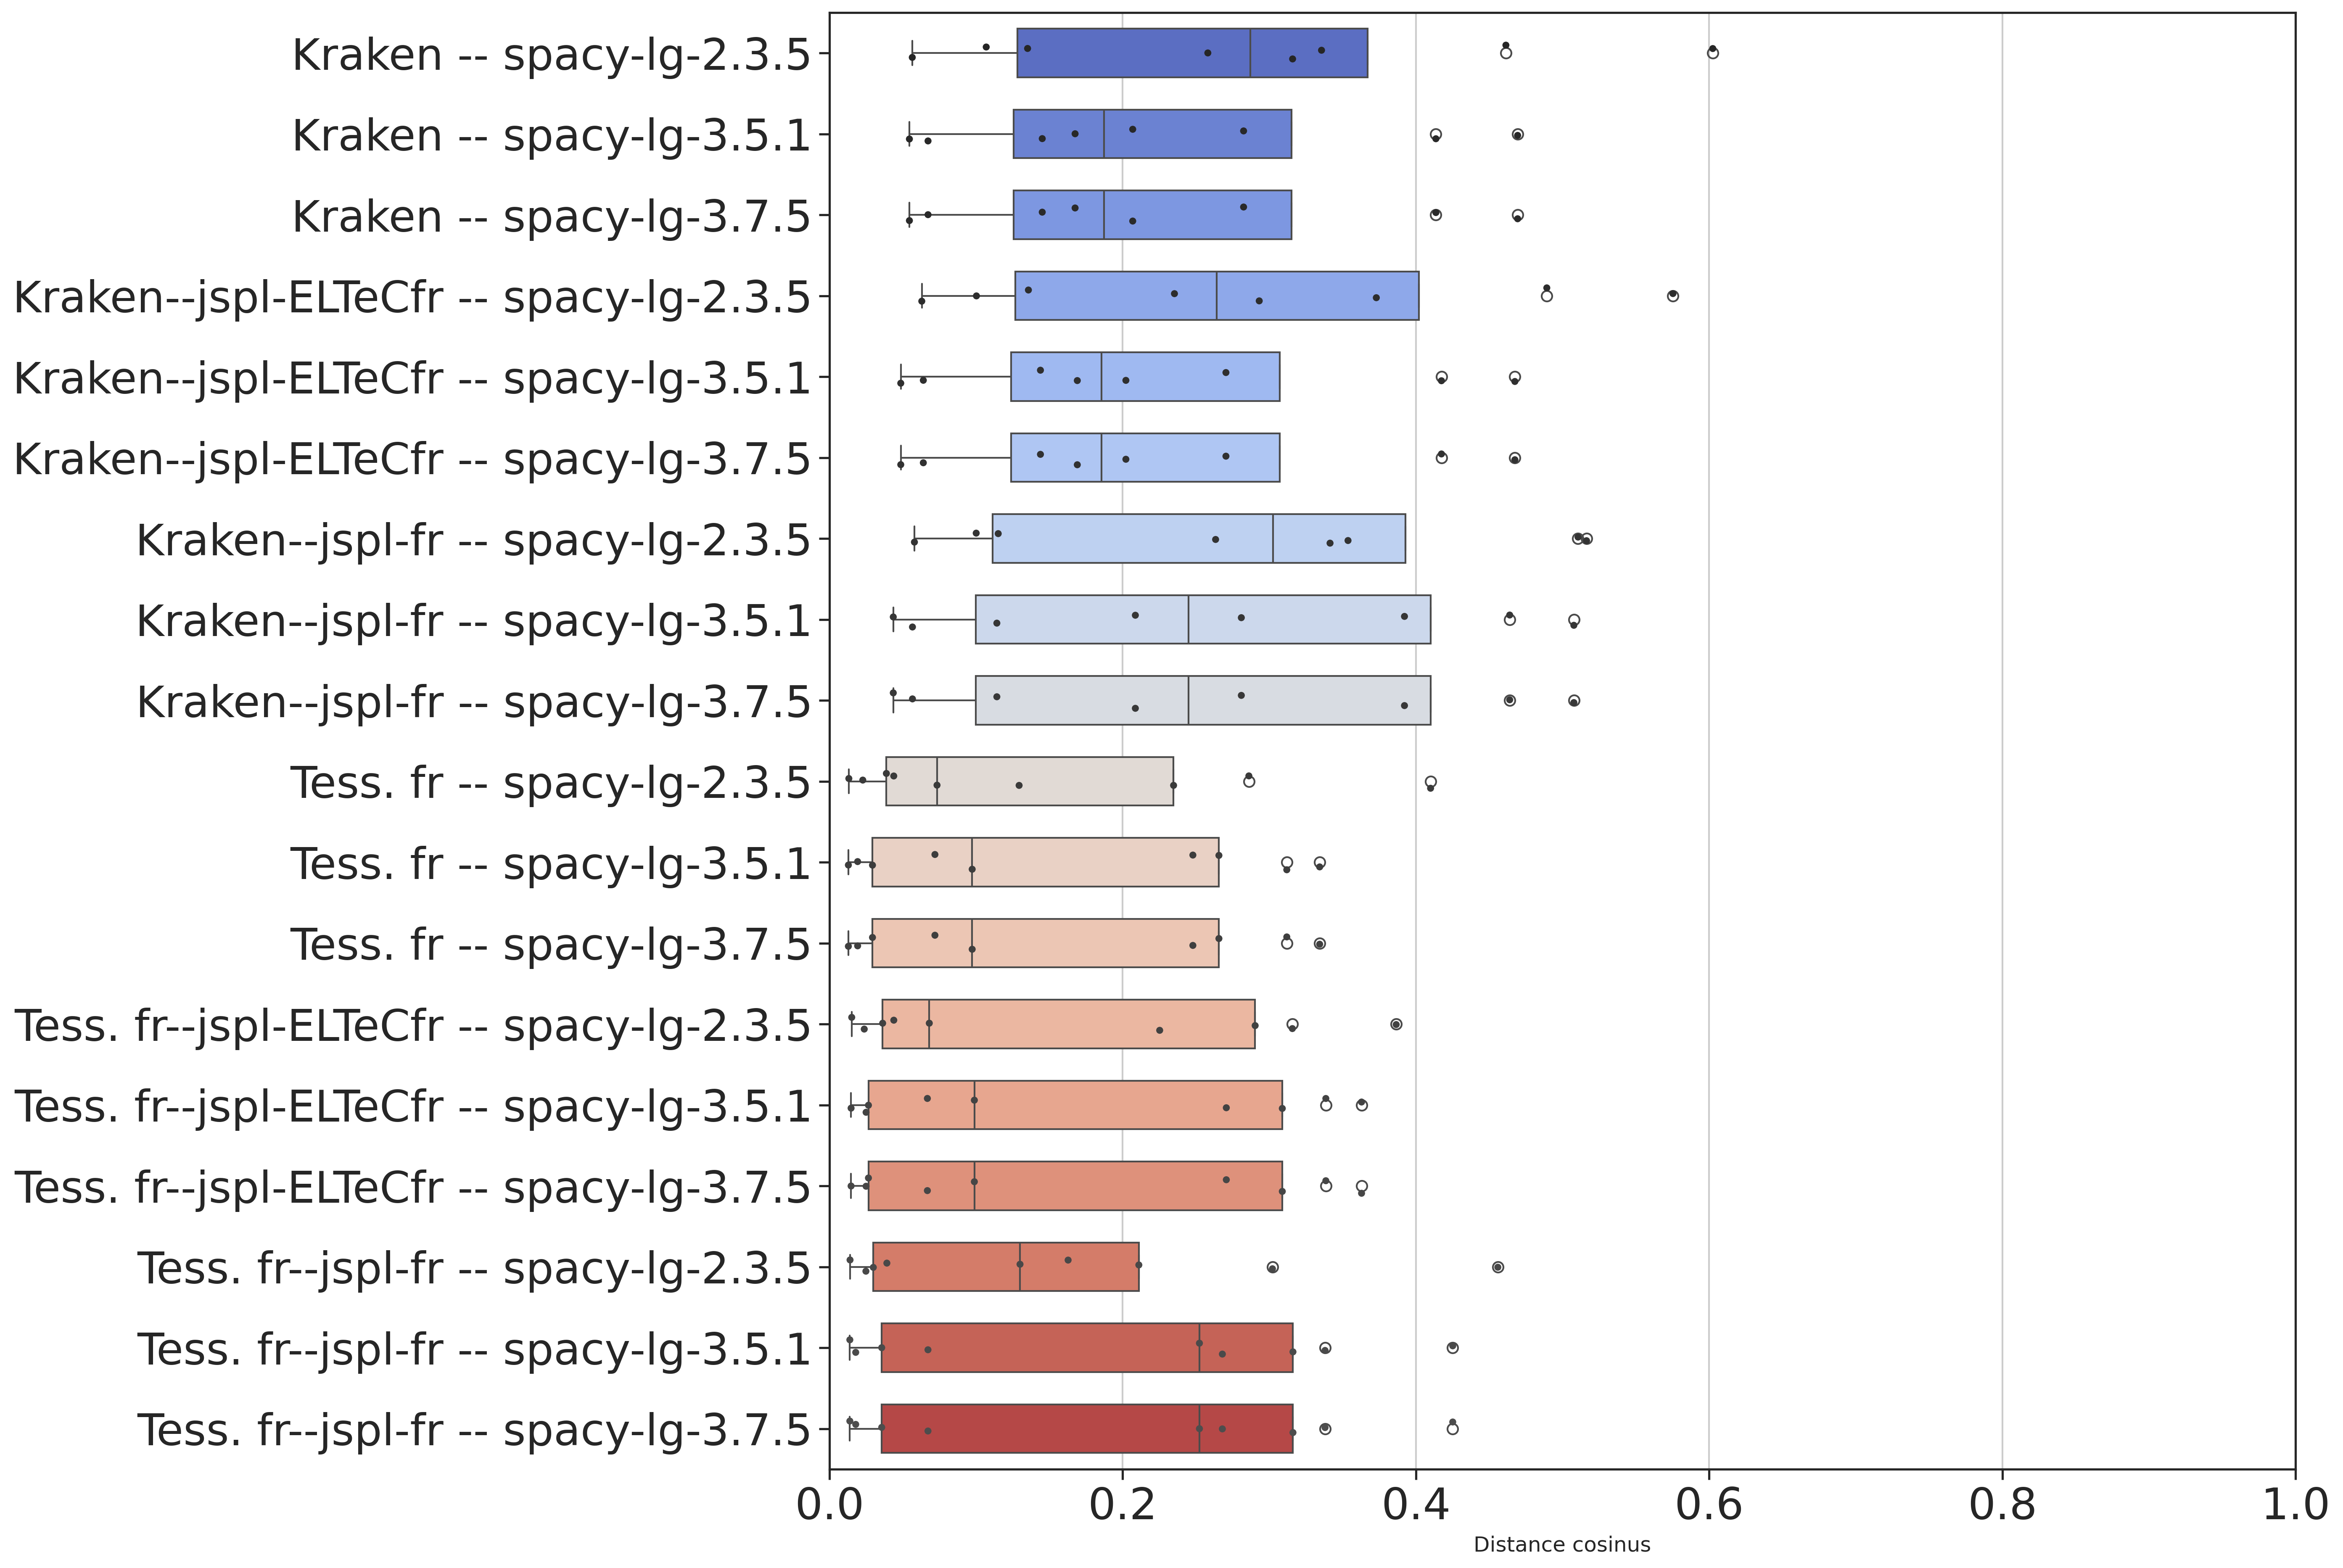 Kraken -- spacy-lg-2.3.5
Kraken -- spacy-lg-3.5.1
Kraken -- spacy-lg-3.7.5
Kraken--jspl-ELTeCfr -- spacy-lg-2.3.5
Kraken--jspl-ELTeCfr -- spacy-lg-3.5.1
Kraken--jspl-ELTeCfr -- spacy-lg-3.7.5
Kraken--jspl-fr -- spacy-lg-2.3.5
Kraken--jspl-fr -- spacy-lg-3.5.1
Kraken--jspl-fr -- spacy-lg-3.7.5
Tess. fr -- spacy-lg-2.3.5
Tess. fr -- spacy-lg-3.5.1
Tess. fr -- spacy-lg-3.7.5
Tess. fr--jspl-ELTeCfr -- spacy-lg-2.3.5
Tess. fr--jspl-ELTeCfr -- spacy-lg-3.5.1
Tess. fr--jspl-ELTeCfr -- spacy-lg-3.7.5
Tess. fr--jspl-fr -- spacy-lg-2.3.5
Tess. fr--jspl-fr -- spacy-lg-3.5.1
Tess. fr--jspl-fr -- spacy-lg-3.7.5
0.0 0.2 0.4 0.6 0.8 1.0
Distance cosinus